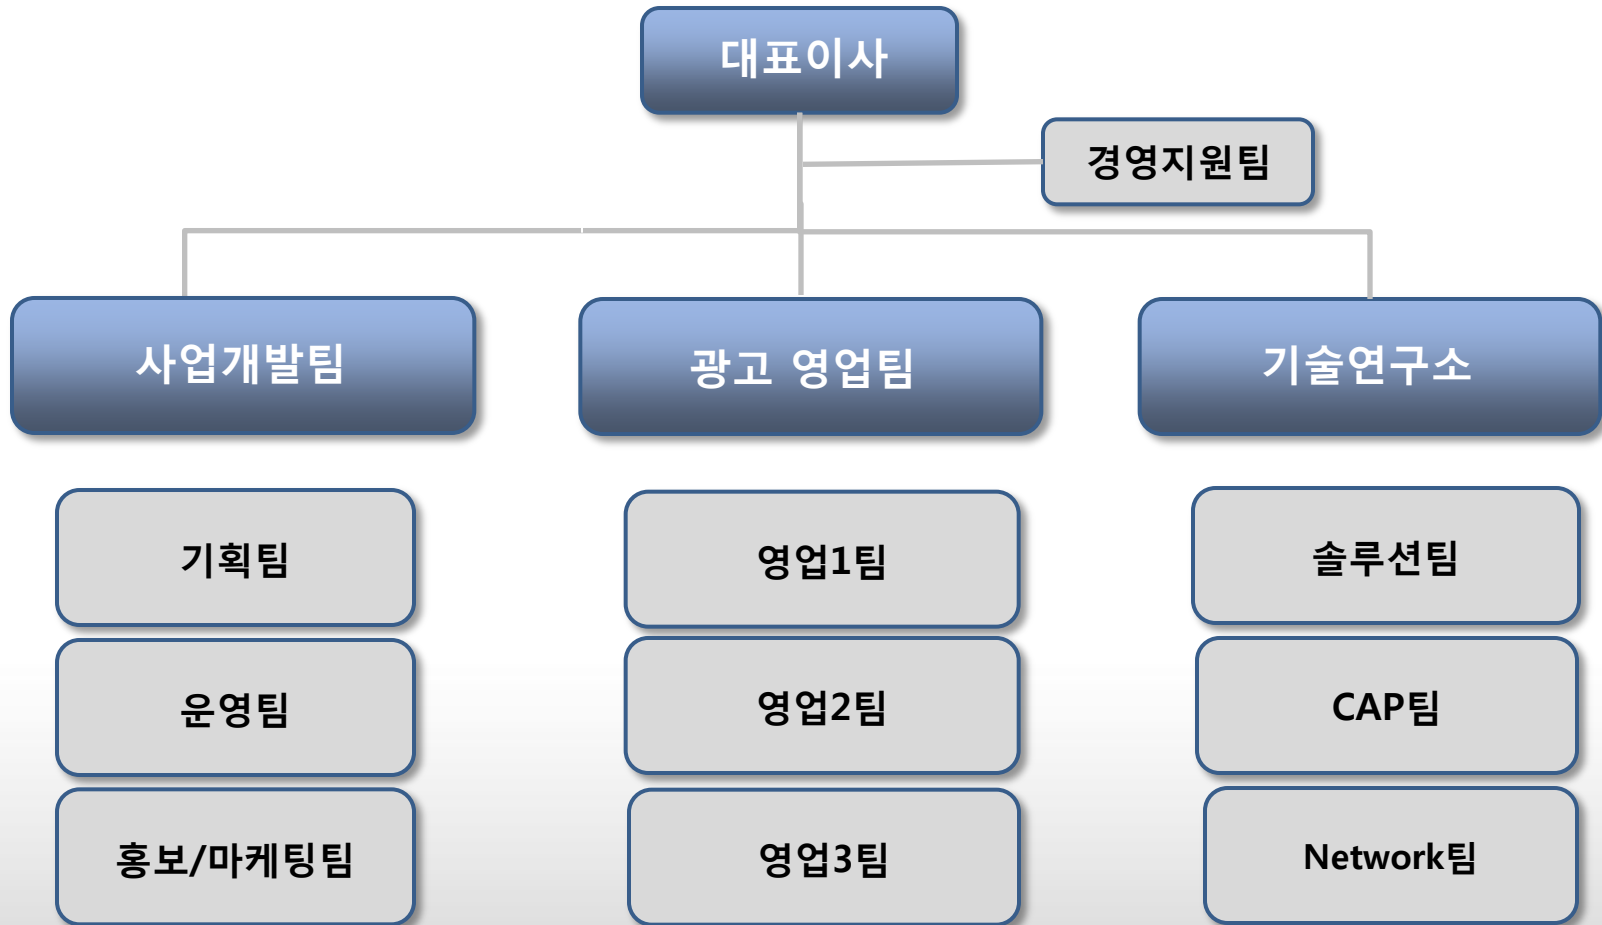 대표이사
경영지원팀
사업개발팀
광고 영업팀
기술연구소
기획팀
영업1팀
솔루션팀
운영팀
영업2팀
CAP팀
홍보/마케팅팀
영업3팀
Network팀